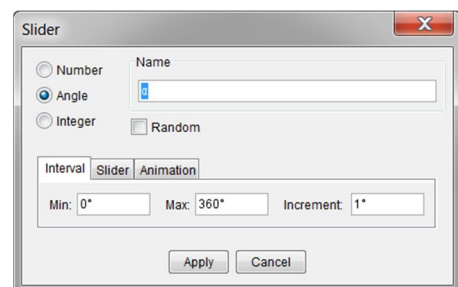 Slider
Number
Name
Angle
α
Integer
Random
Interval Slider Animation
Min: 0° Max: 360° Increment: 1°
Apply Cancel